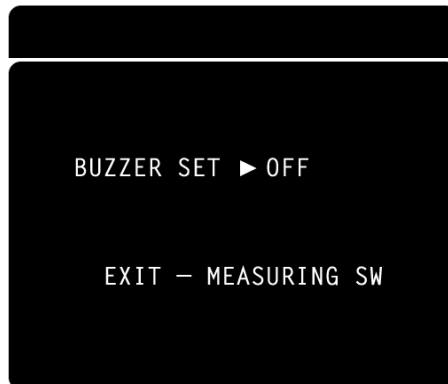 BUZZER SET ▶ OFF
EXIT — MEASURING SW